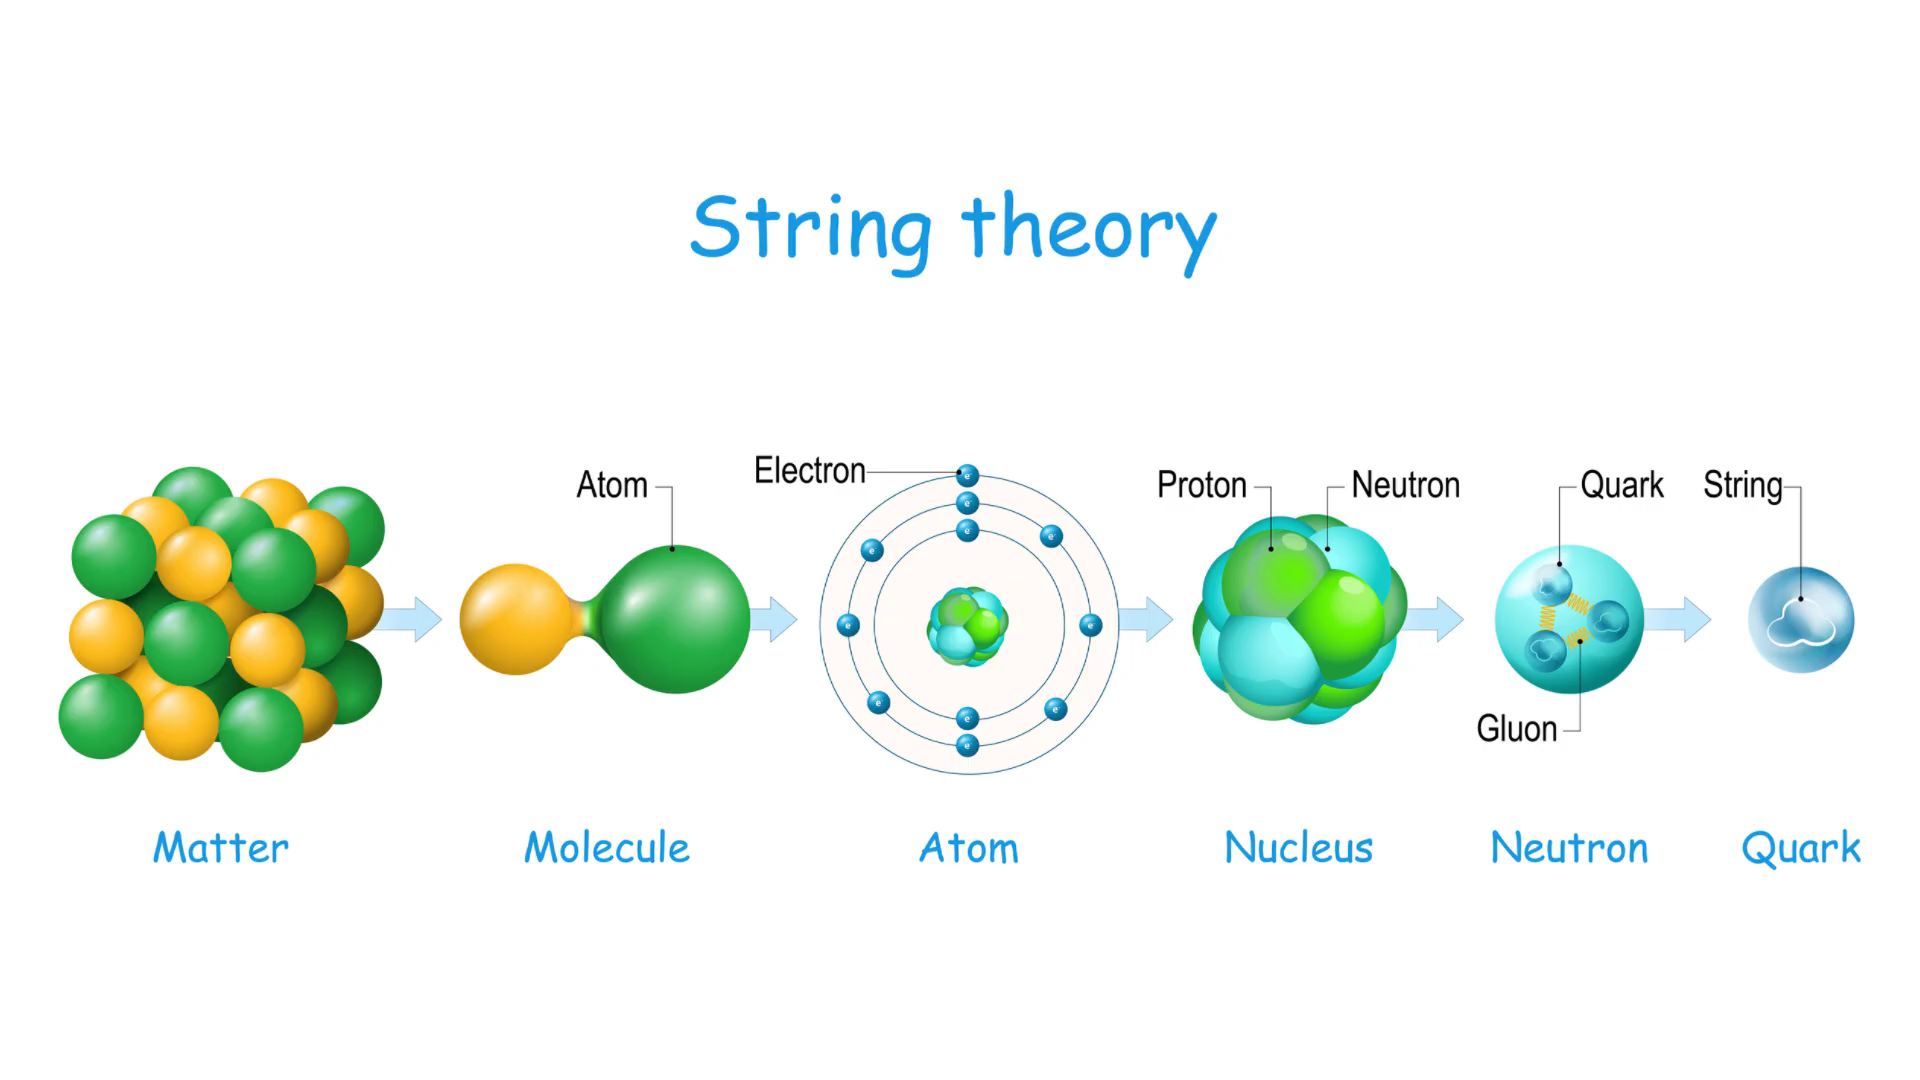 String theory
Atom
Electron
Proton
Neutron
Quark
String
Gluon
e⁻
e⁻
e⁻
e⁻
e⁻
e⁻
e⁻
e⁻
e⁻
e⁻
e⁻
Matter
Molecule
Atom
Nucleus
Neutron
Quark